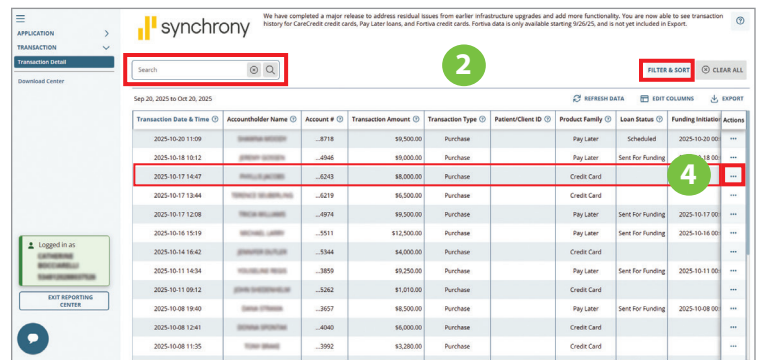 We have completed a major release to address residual issues from earlier infrastructure upgrades and add more functionality. You are now able to see transaction
history for CareCredit credit cards, Pay Later loans, and Fortiva credit cards. Fortiva data is only available starting 9/26/25, and is not yet included in
Export.
synchrony
APPLICATION
TRANSACTION
Transaction Detail
Download Center
Search
2
FILTER & SORT
CLEAR ALL
Sep 20, 2025 to Oct 20, 2025
REFRESH DATA EDIT COLUMNS EXPORT
Transaction Date & Time Accountholder Name Account # Transaction Amount Transaction Type Patient/Client ID Product Family Loan Status Funding Initiation Actions
2025-10-20 11:09 ...8718 $9,500.00 Purchase Pay Later Scheduled 2025-10-20 00: ...
2025-10-18 10:12 ...4946 $9,000.00 Purchase Pay Later Sent For Funding 18 00: ...
2025-10-17 14:47 ...6243 $8,000.00 Purchase Credit Card 4 ...
2025-10-17 13:44 ...6219 $6,500.00 Purchase Credit Card ...
2025-10-17 12:08 ...4974 $9,500.00 Purchase Pay Later Sent For Funding 2025-10-17 00: ...
2025-10-16 15:19 ...5511 $12,500.00 Purchase Pay Later Sent For Funding 2025-10-16 00: ...
2025-10-14 16:42 ...5344 $4,000.00 Purchase Credit Card ...
2025-10-11 14:34 ...3859 $9,250.00 Purchase Pay Later Sent For Funding 2025-10-11 00: ...
2025-10-11 09:12 ...5262 $1,010.00 Purchase Credit Card ...
2025-10-08 19:40 ...3657 $8,500.00 Purchase Pay Later Sent For Funding 2025-10-08 00: ...
2025-10-08 12:41 ...4040 $6,000.00 Purchase Credit Card ...
2025-10-08 11:35 ...3992 $3,280.00 Purchase Credit Card ...
Logged in as
EXIT REPORTING
CENTER